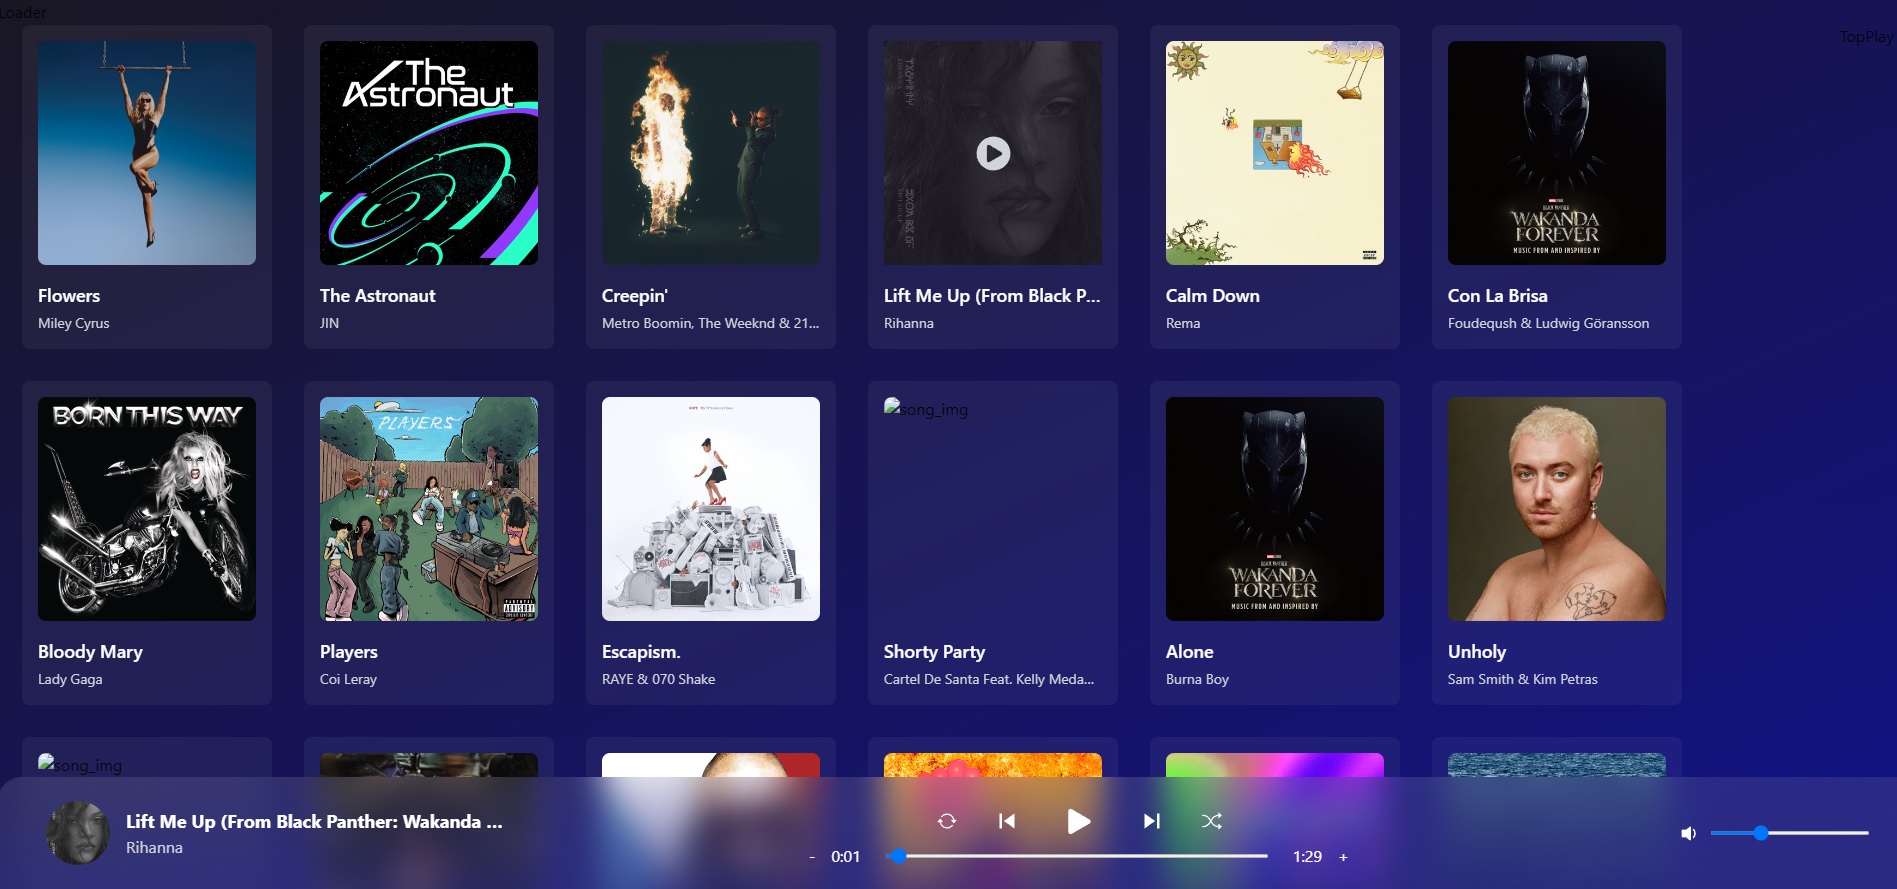 Loader
TopPlay
The
Astronaut
WAKANDA
FOREVER
MUSIC FROM AND INSPIRED BY
Flowers
The Astronaut
Creepin'
Lift Me Up (From Black P...
Calm Down
Con La Brisa
Miley Cyrus
JIN
Metro Boomin, The Weeknd & 21...
Rihanna
Rema
Foudeqush & Ludwig Göransson
BORN THIS WAY
PLAYERS
song_img
WAKANDA
FOREVER
MUSIC FROM AND INSPIRED BY
Bloody Mary
Players
Escapism.
Shorty Party
Alone
Unholy
Lady Gaga
Coi Leray
RAYE & 070 Shake
Cartel De Santa Feat. Kelly Meda...
Burna Boy
Sam Smith & Kim Petras
song_img
Lift Me Up (From Black Panther: Wakanda ...
Rihanna
- 0:01
1:29 +